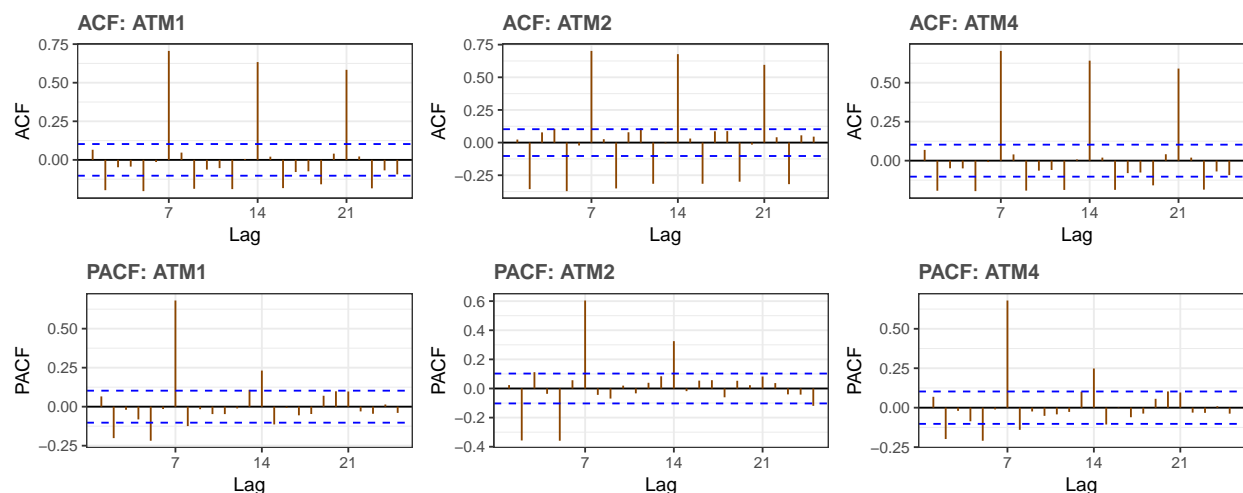 ACF: ATM1
0.75
0.50
0.25
0.00
ACF
7
14
21
Lag
ACF: ATM2
0.75
0.50
0.25
0.00
−0.25
ACF
7
14
21
Lag
ACF: ATM4
0.50
0.25
0.00
ACF
7
14
21
Lag
PACF: ATM1
0.50
0.25
0.00
−0.25
PACF
7
14
21
Lag
PACF: ATM2
0.6
0.4
0.2
0.0
−0.2
−0.4
PACF
7
14
21
Lag
PACF: ATM4
0.50
0.25
0.00
−0.25
PACF
7
14
21
Lag